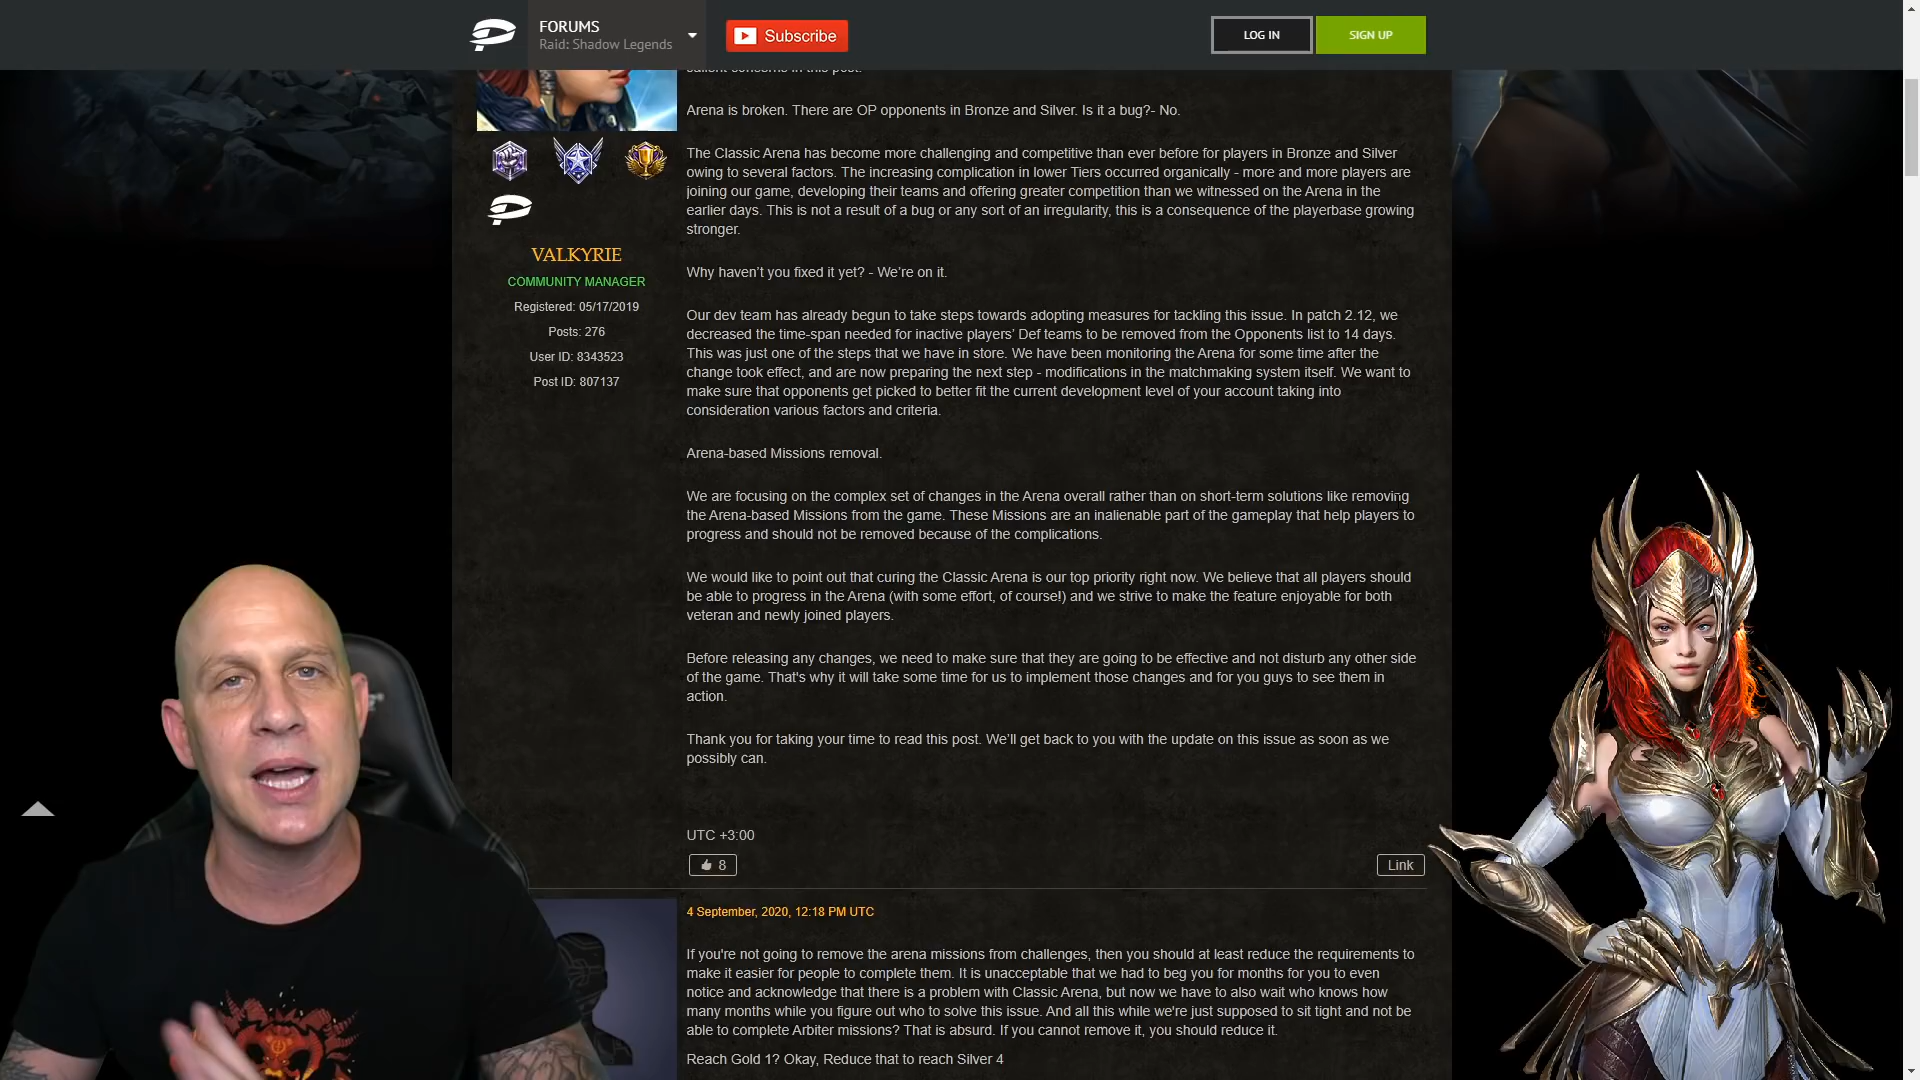 FORUMS
Raid: Shadow Legends
Subscribe
LOG IN
SIGN UP
salient concerns in this post.
Arena is broken. There are OP opponents in Bronze and Silver. Is it a bug?- No.
The Classic Arena has become more challenging and competitive than ever before for players in Bronze and Silver
owing to several factors. The increasing complication in lower Tiers occurred organically - more and more players are
joining our game, developing their teams and offering greater competition than we witnessed on the Arena in the
earlier days. This is not a result of a bug or any sort of an irregularity, this is a consequence of the playerbase growing
stronger.
VALKYRIE
COMMUNITY MANAGER
Registered: 05/17/2019
Posts: 276
User ID: 8343523
Post ID: 807137
Why haven’t you fixed it yet? - We’re on it.
Our dev team has already begun to take steps towards adopting measures for tackling this issue. In patch 2.12, we
decreased the time-span needed for inactive players’ Def teams to be removed from the Opponents list to 14 days.
This was just one of the steps that we have in store. We have been monitoring the Arena for some time after the
change took effect, and are now preparing the next step - modifications in the matchmaking system itself. We want to
make sure that opponents get picked to better fit the current development level of your account taking into
consideration various factors and criteria.
Arena-based Missions removal.
We are focusing on the complex set of changes in the Arena overall rather than on short-term solutions like removing
the Arena-based Missions from the game. These Missions are an inalienable part of the gameplay that help players to
progress and should not be removed because of the complications.
We would like to point out that curing the Classic Arena is our top priority right now. We believe that all players should
be able to progress in the Arena (with some effort, of course!) and we strive to make the feature enjoyable for both
veteran and newly joined players.
Before releasing any changes, we need to make sure that they are going to be effective and not disturb any other side
of the game. That's why it will take some time for us to implement those changes and for you guys to see them in
action.
Thank you for taking your time to read this post. We’ll get back to you with the update on this issue as soon as we
possibly can.
UTC +3:00
8
Link
4 September, 2020, 12:18 PM UTC
If you're not going to remove the arena missions from challenges, then you should at least reduce the requirements to
make it easier for people to complete them. It is unacceptable that we had to beg you for months for you to even
notice and acknowledge that there is a problem with Classic Arena, but now we have to also wait who knows how
many months while you figure out who to solve this issue. And all this while we're just supposed to sit tight and not be
able to complete Arbiter missions? That is absurd. If you cannot remove it, you should reduce it.
Reach Gold 1? Okay, Reduce that to reach Silver 4